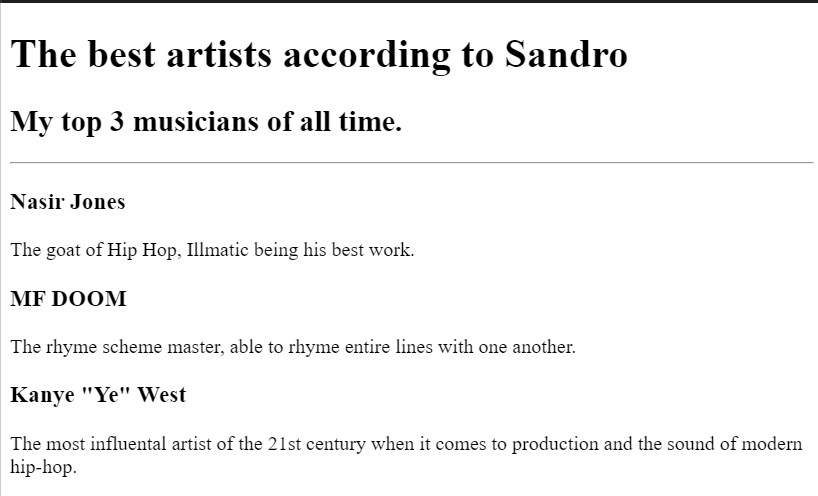 The best artists according to Sandro
My top 3 musicians of all time.
Nasir Jones
The goat of Hip Hop, Illmatic being his best work.
MF DOOM
The rhyme scheme master, able to rhyme entire lines with one another.
Kanye "Ye" West
The most influental artist of the 21st century when it comes to production and the sound of modern
hip-hop.